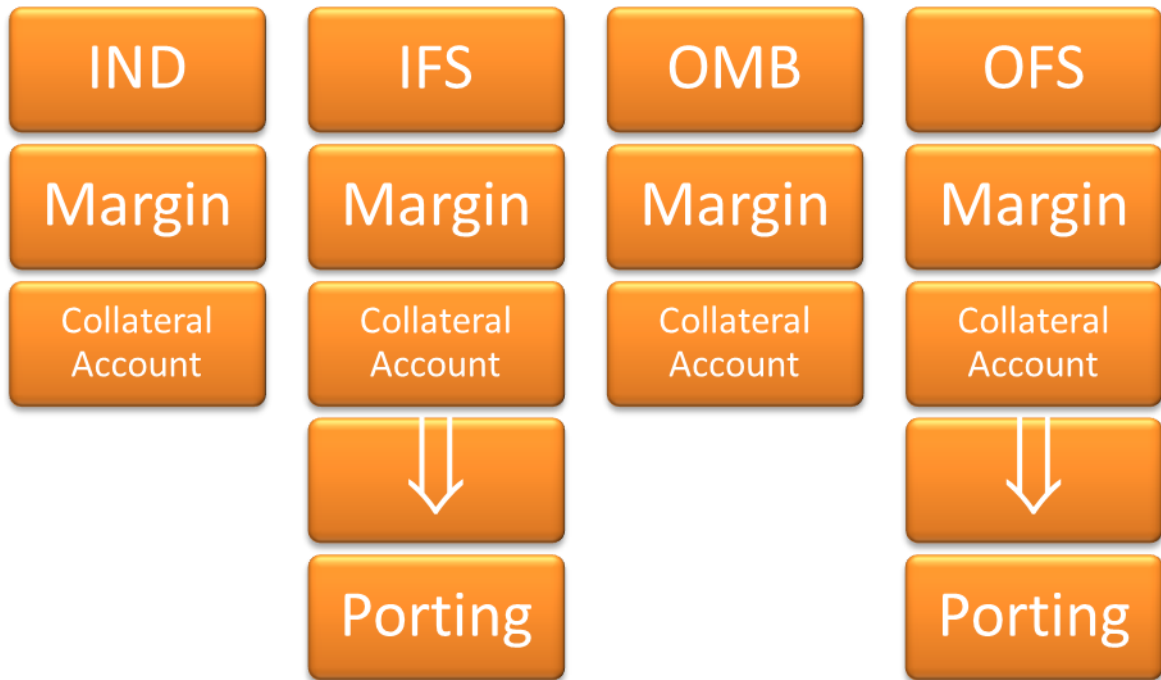 IND
IFS
OMB
OFS
Margin
Margin
Margin
Margin
Collateral
Account
Collateral
Account
Collateral
Account
Collateral
Account
⇓
⇓
Porting
Porting